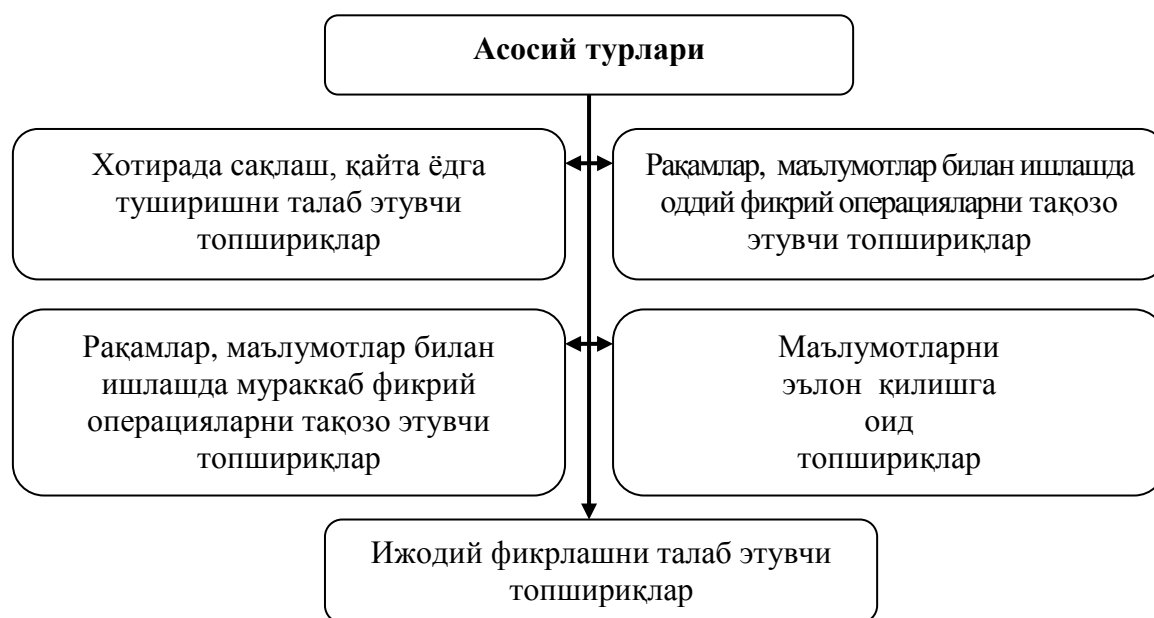 Асосий турлари
Хотирада сақлаш, қайта ёдга
туширишни талаб этувчи
топшириқлар
Рақамлар, маълумотлар билан ишлашда
оддий фикрий операцияларни тақозо
этувчи топшириқлар
Рақамлар, маълумотлар билан
ишлашда мураккаб фикрий
операцияларни тақозо этувчи
топшириқлар
Маълумотларни
эълон қилишга
оид
топшириқлар
Ижодий фикрлашни талаб этувчи
топшириқлар